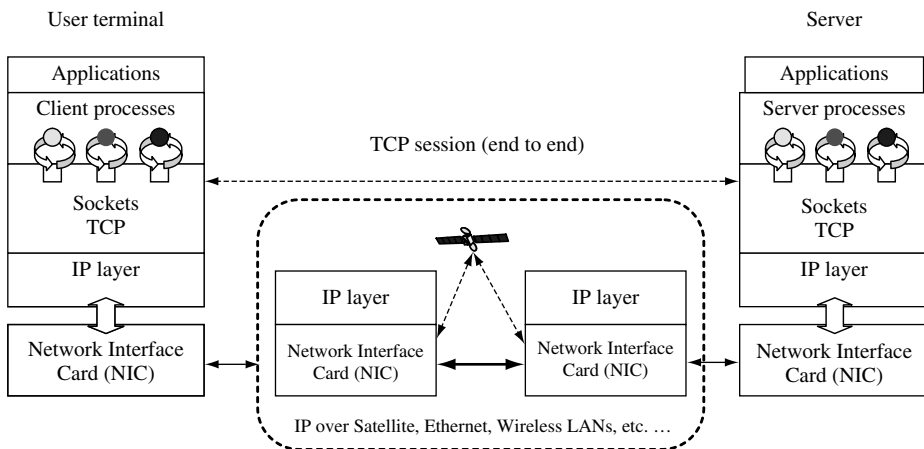 User terminal
Server
Applications
Applications
Client processes
Server processes
TCP session (end to end)
Sockets
TCP
Sockets
TCP
IP layer
IP layer
IP layer
IP layer
Network Interface
Card (NIC)
Network Interface
Card (NIC)
Network Interface
Card (NIC)
Network Interface
Card (NIC)
IP over Satellite, Ethernet, Wireless LANs, etc. …